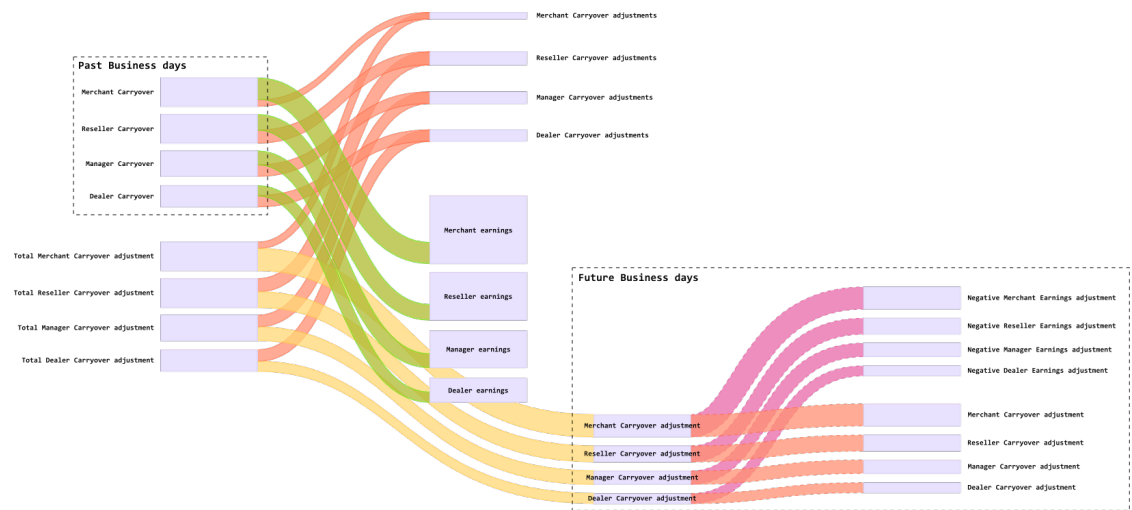 Merchant Carryover adjustments
Reseller Carryover adjustments
Manager Carryover adjustments
Dealer Carryover adjustments
Past Business days
Merchant Carryover
Reseller Carryover
Manager Carryover
Dealer Carryover
Total Merchant Carryover adjustment
Total Reseller Carryover adjustment
Total Manager Carryover adjustment
Total Dealer Carryover adjustment
Merchant earnings
Reseller earnings
Manager earnings
Dealer earnings
Future Business days
Merchant Carryover adjustment
Reseller Carryover adjustment
Manager Carryover adjustment
Dealer Carryover adjustment
Negative Merchant Earnings adjustment
Negative Reseller Earnings adjustment
Negative Manager Earnings adjustment
Negative Dealer Earnings adjustment
Merchant Carryover adjustment
Reseller Carryover adjustment
Manager Carryover adjustment
Dealer Carryover adjustment